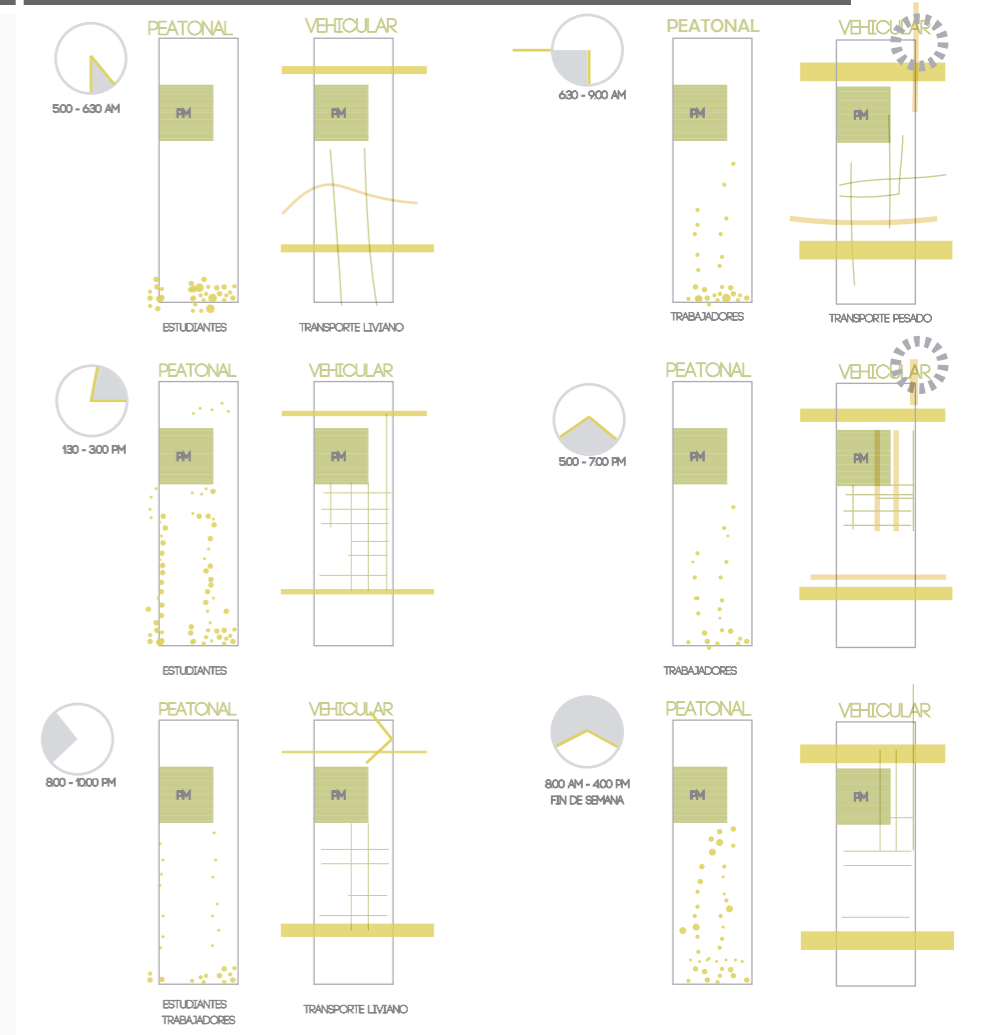 PEATONAL
VEHICULAR
5:00 - 6:30 AM
PM
PM
ESTUDIANTES
TRANSPORTE LIVIANO
PEATONAL
VEHICULAR
6:30 - 9:00 AM
PM
PM
TRABAJADORES
TRANSPORTE PESADO
PEATONAL
VEHICULAR
1:30 - 3:00 PM
PM
PM
ESTUDIANTES
PEATONAL
VEHICULAR
5:00 - 7:00 PM
PM
PM
TRABAJADORES
PEATONAL
VEHICULAR
8:00 - 10:00 PM
PM
PM
ESTUDIANTES
TRABAJADORES
TRANSPORTE LIVIANO
PEATONAL
VEHICULAR
8:00 AM - 4:00 PM
FIN DE SEMANA
PM
PM